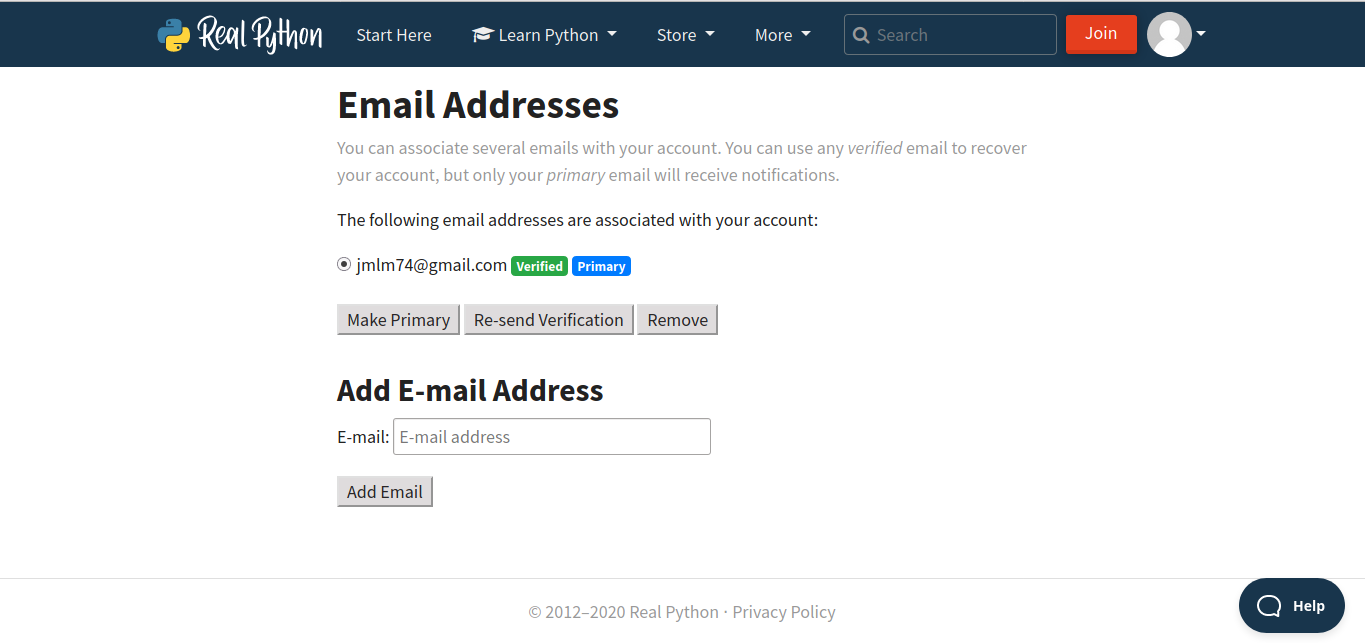 Real Python
Start Here
Learn Python
Store
More
Search
Join
Email Addresses
You can associate several emails with your account. You can use any verified email to recover
your account, but only your primary email will receive notifications.
The following email addresses are associated with your account:
jmlm74@gmail.com Verified Primary
Make Primary Re-send Verification Remove
Add E-mail Address
E-mail: E-mail address
Add Email
© 2012–2020 Real Python · Privacy Policy
Help